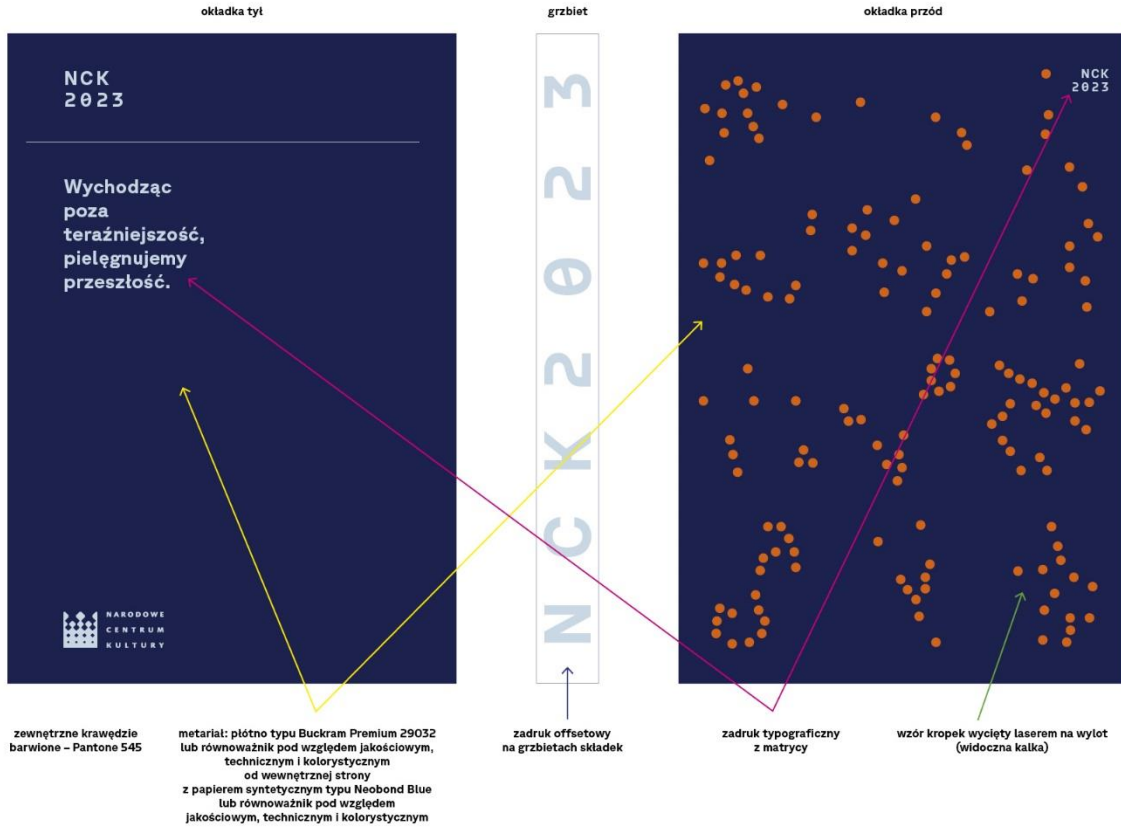 okładka tył
grzbiet
okładka przód
NCK
2023
Wychodząc
poza
teraźniejszość,
pielęgnujemy
przeszłość.
NARODOWE
CENTRUM
KULTURY
NCK2023
NCK
2023
zewnętrzne krawędzie
barwione – Pantone 545
metariał: płótno typu Buckram Premium 29032
lub równoważnik pod względem jakościowym,
technicznym i kolorystycznym
od wewnętrznej strony
z papierem syntetycznym typu Neobond Blue
lub równoważnik pod względem
jakościowym, technicznym i kolorystycznym
zadruk offsetowy
na grzbietach składek
zadruk typograficzny
z matrycy
wzór kropek wycięty laserem na wylot
(widoczna kalka)